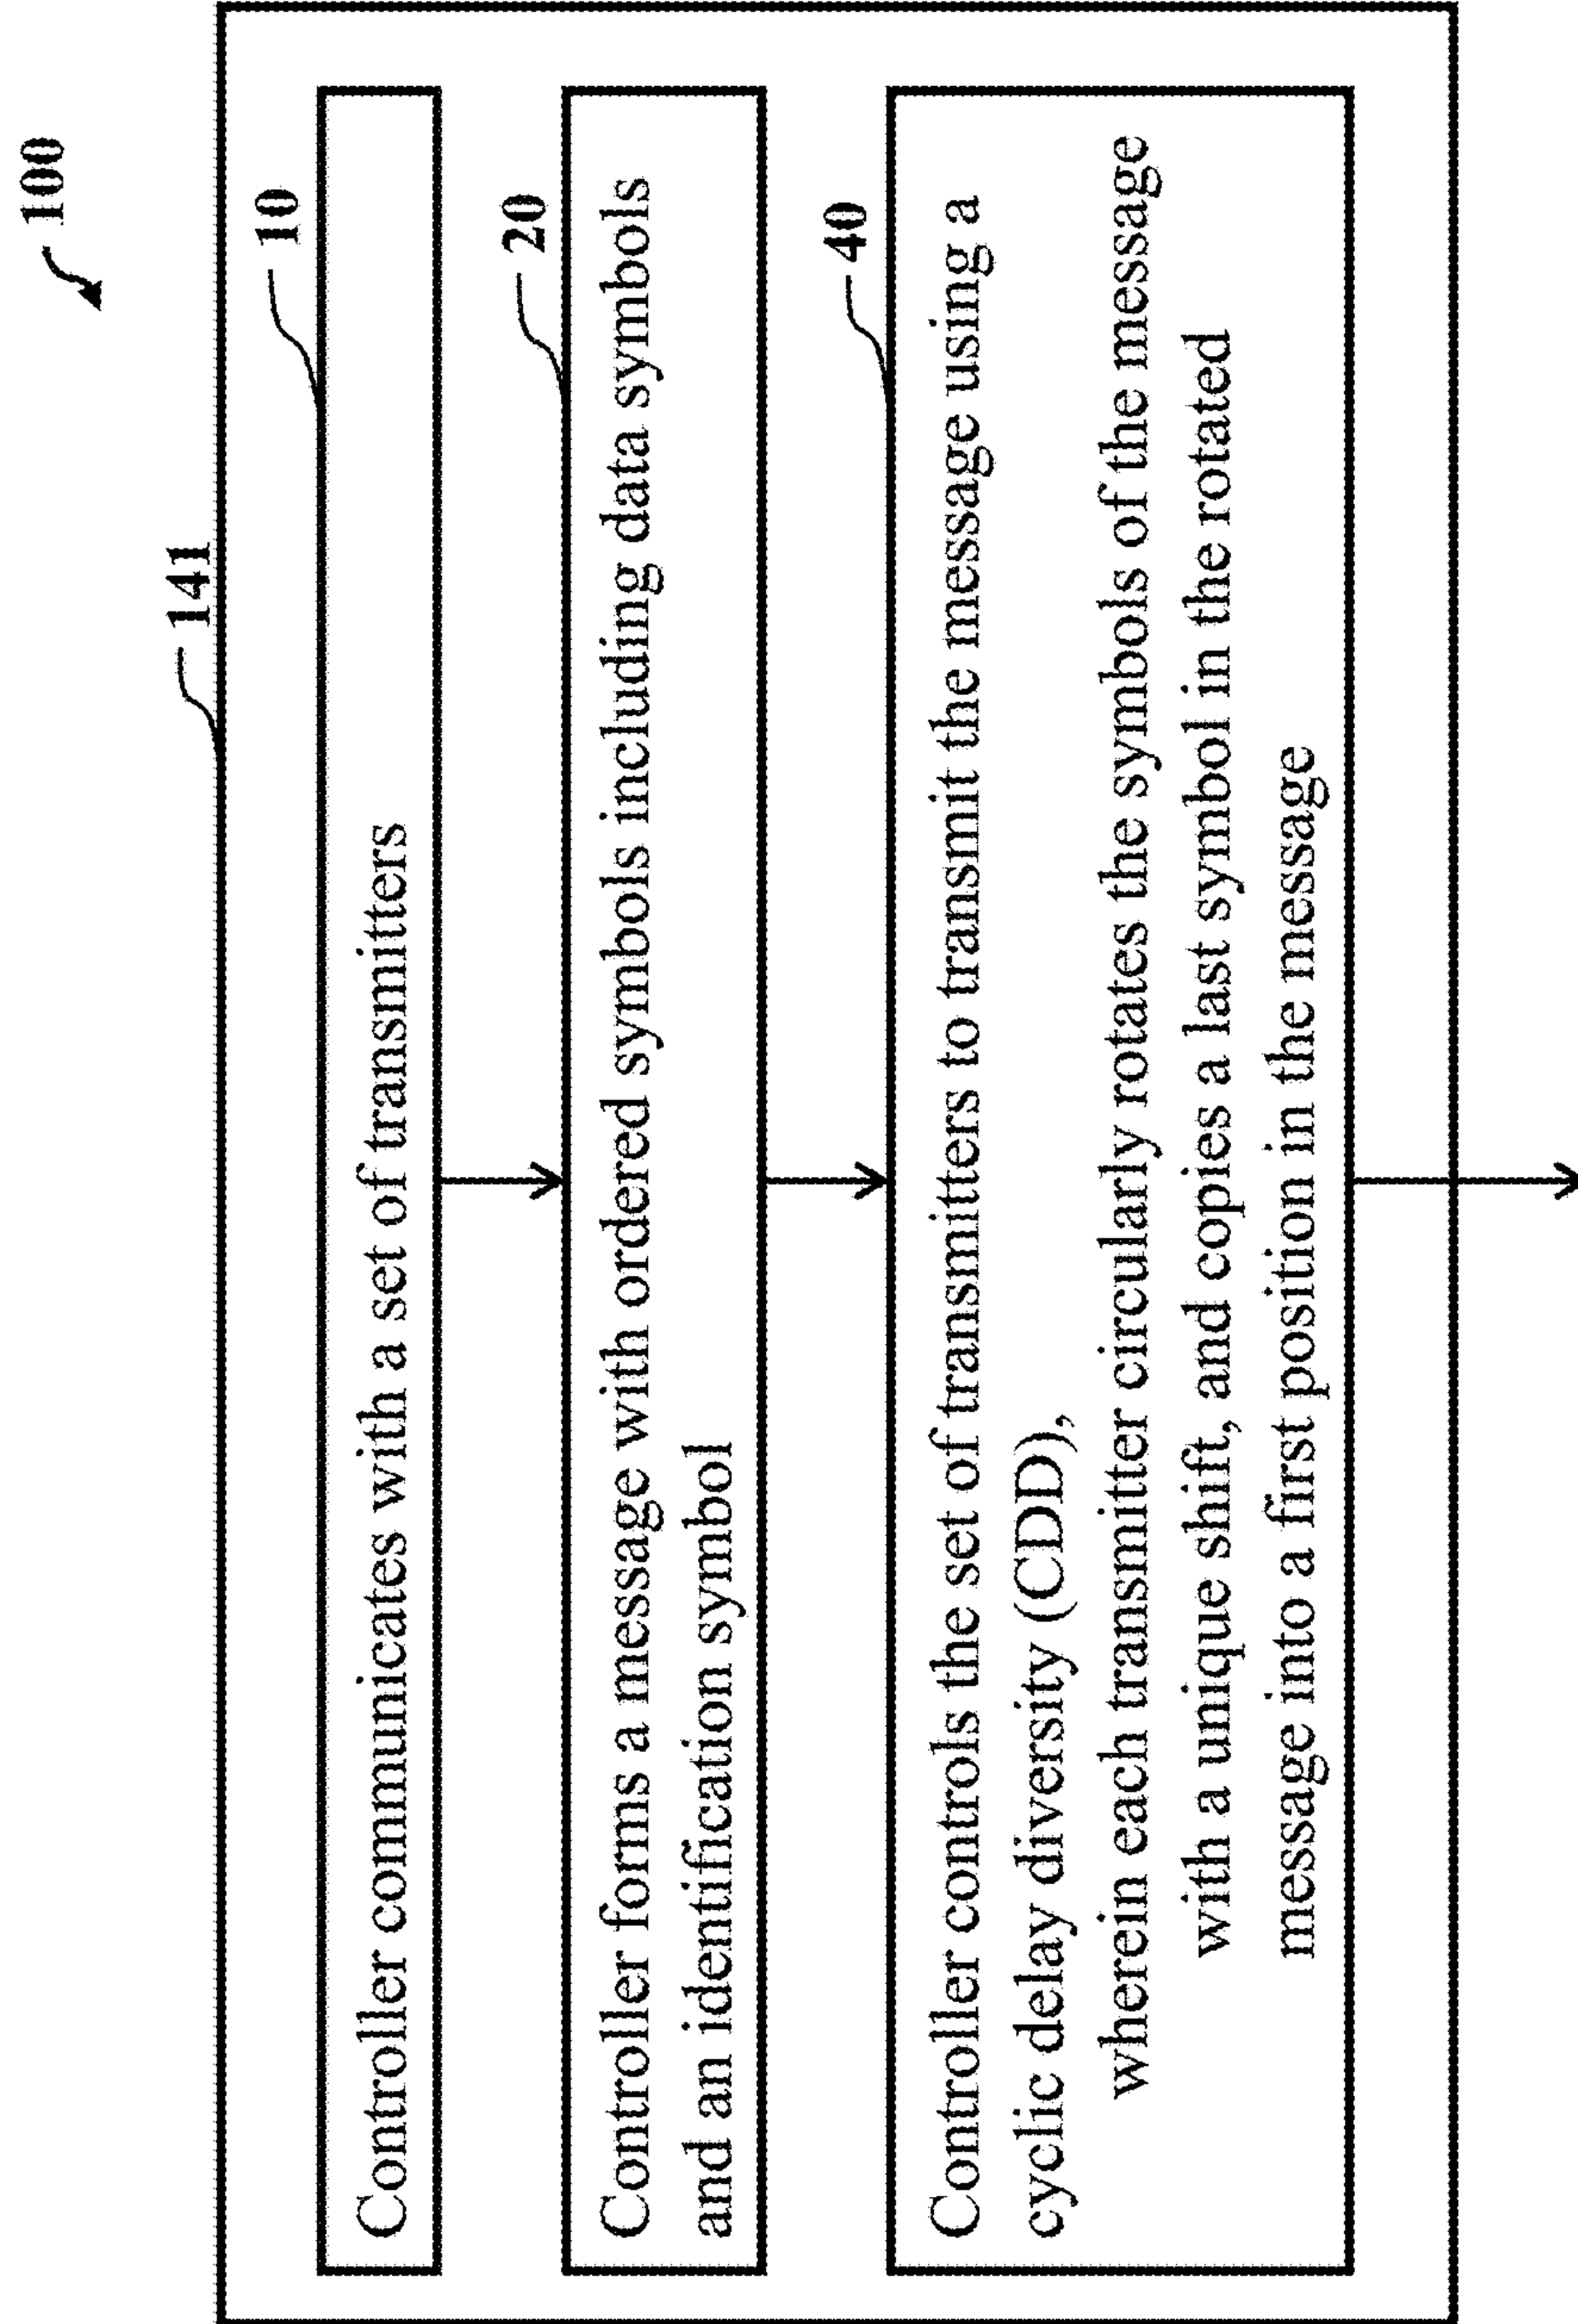 100
141
10
Controller communicates with a set of transmitters
20
Controller forms a message with ordered symbols including data symbols
and an identification symbol
40
Controller controls the set of transmitters to transmit the message using a
cyclic delay diversity (CDD),
wherein each transmitter circularly rotates the symbols of the message
with a unique shift, and copies a last symbol in the rotated
message into a first position in the message